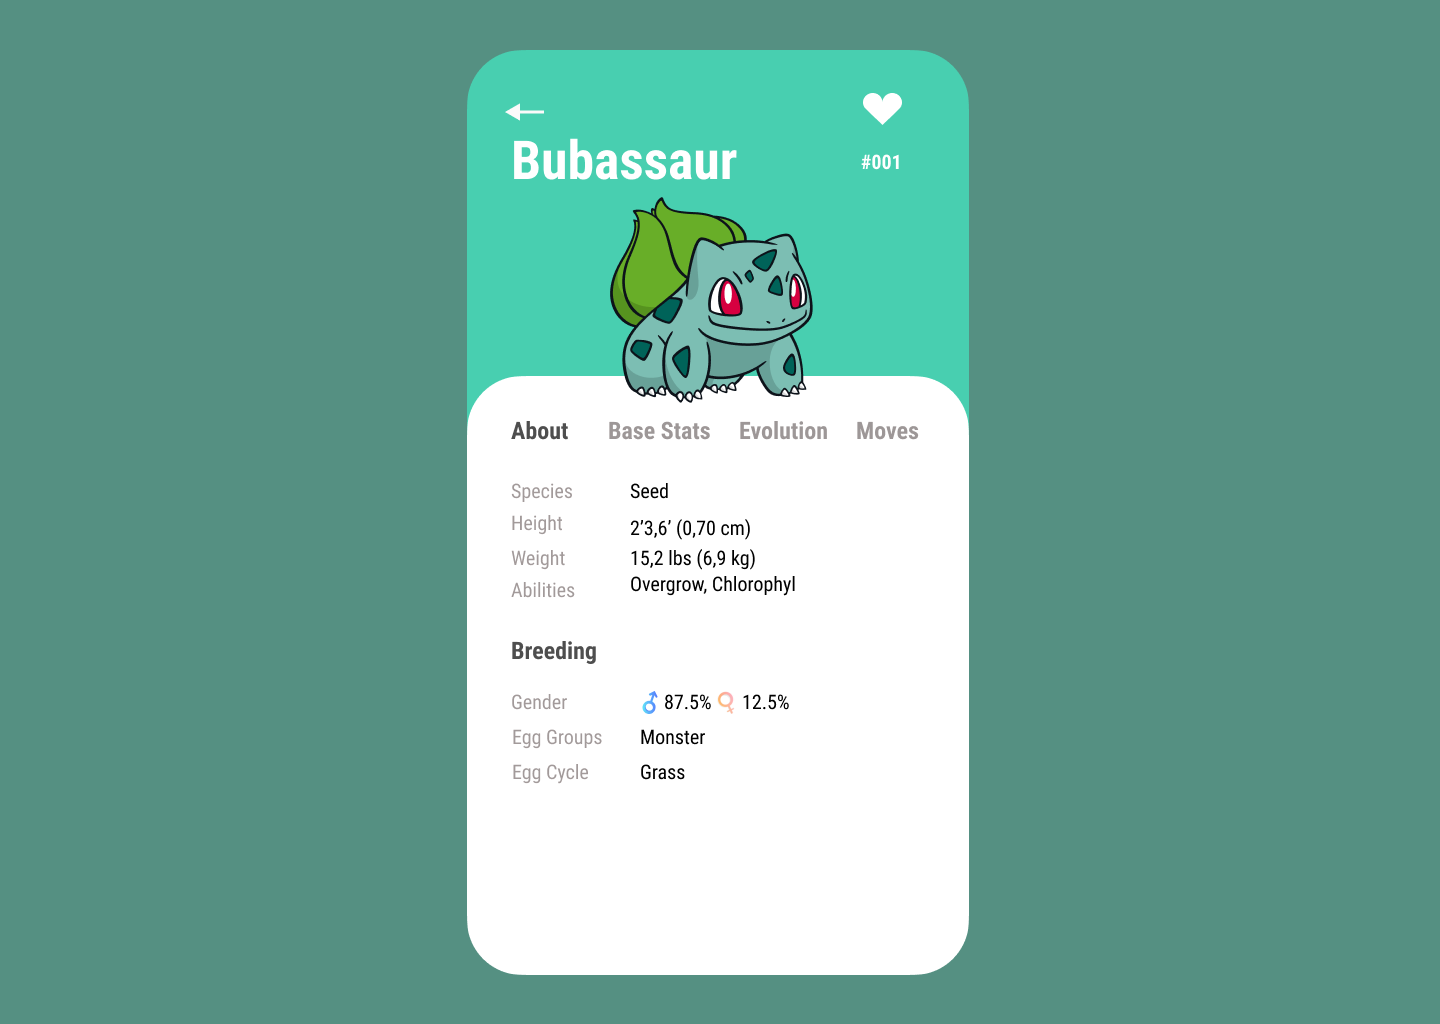 Bubassaur
#001
About Base Stats Evolution Moves
Species Seed
Height 2’3,6’ (0,70 cm)
Weight 15,2 lbs (6,9 kg)
Abilities Overgrow, Chlorophyl
Breeding
Gender ♂ 87.5% ♀ 12.5%
Egg Groups Monster
Egg Cycle Grass